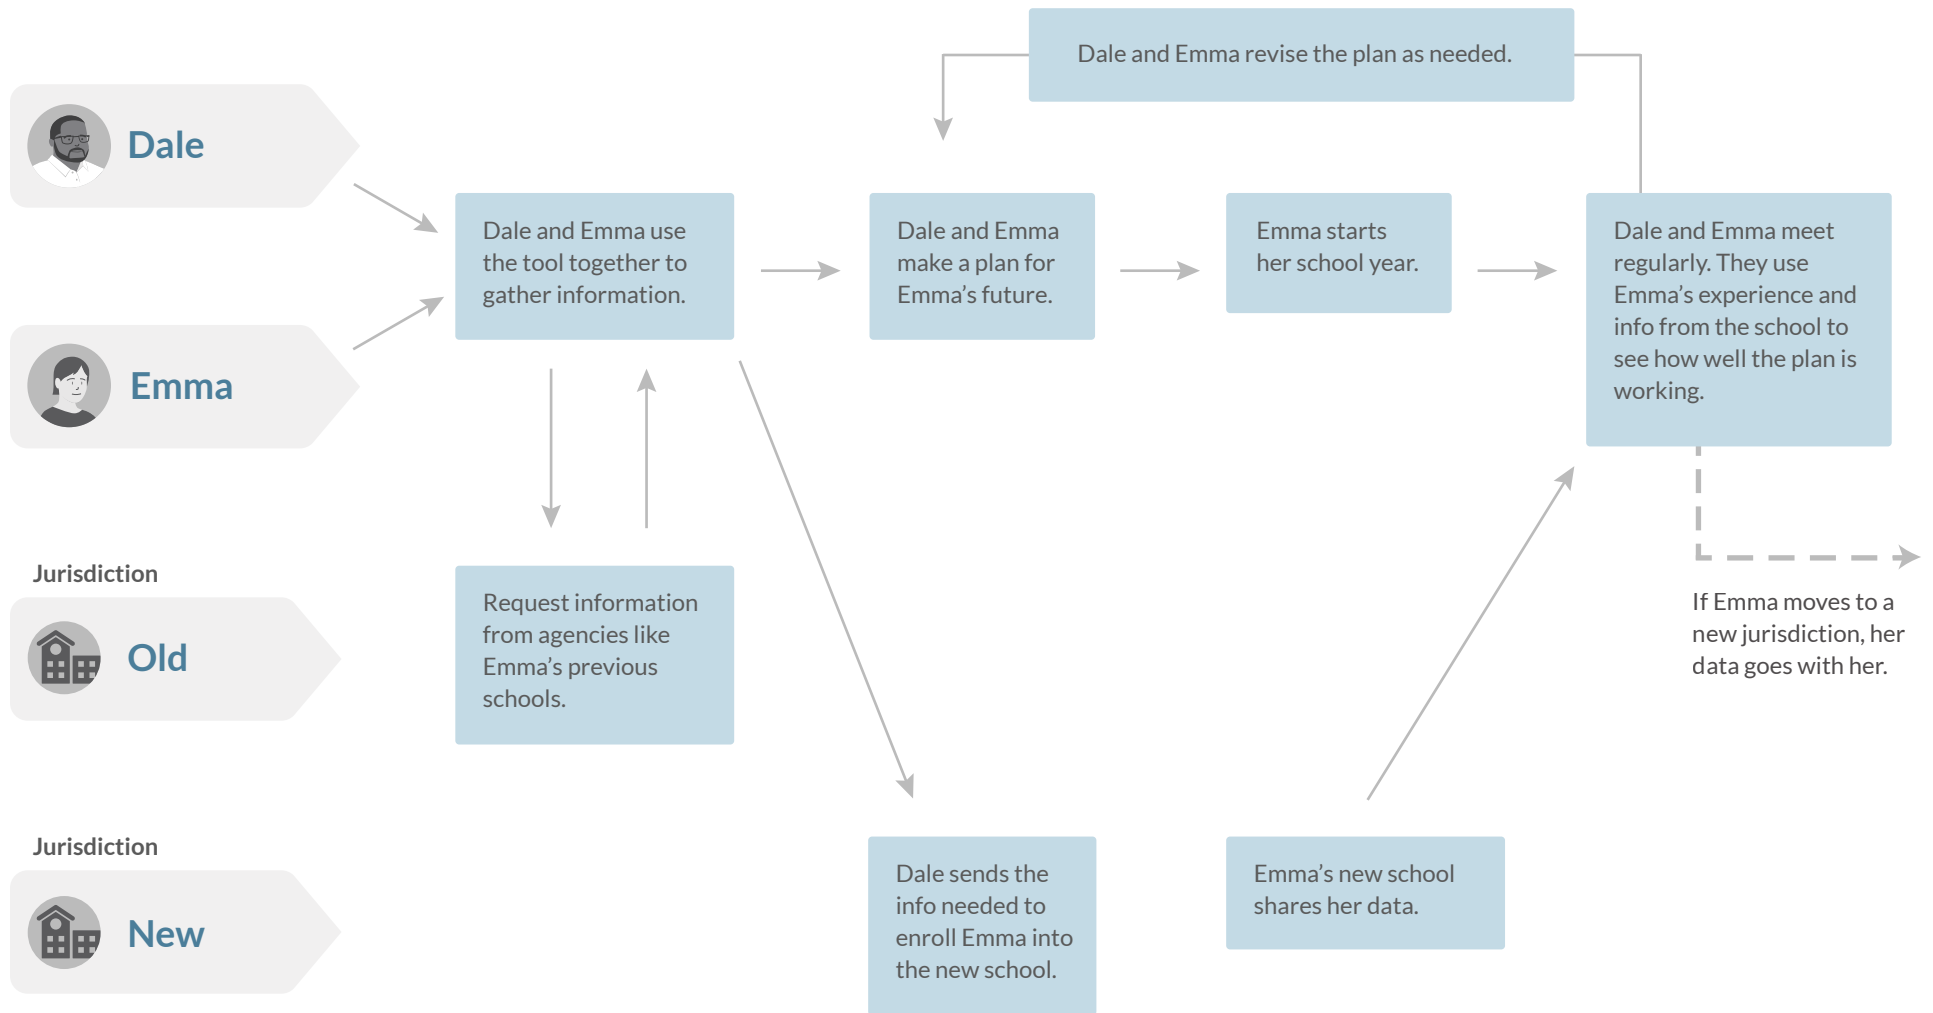 Dale and Emma revise the plan as needed.
Dale
Emma
Dale and Emma use
the tool together to
gather information.
Dale and Emma
make a plan for
Emma’s future.
Emma starts
her school year.
Dale and Emma meet
regularly. They use
Emma’s experience and
info from the school to
see how well the plan is
working.
Jurisdiction
Old
Request information
from agencies like
Emma’s previous
schools.
If Emma moves to a
new jurisdiction, her
data goes with her.
Jurisdiction
New
Dale sends the
info needed to
enroll Emma into
the new school.
Emma’s new school
shares her data.